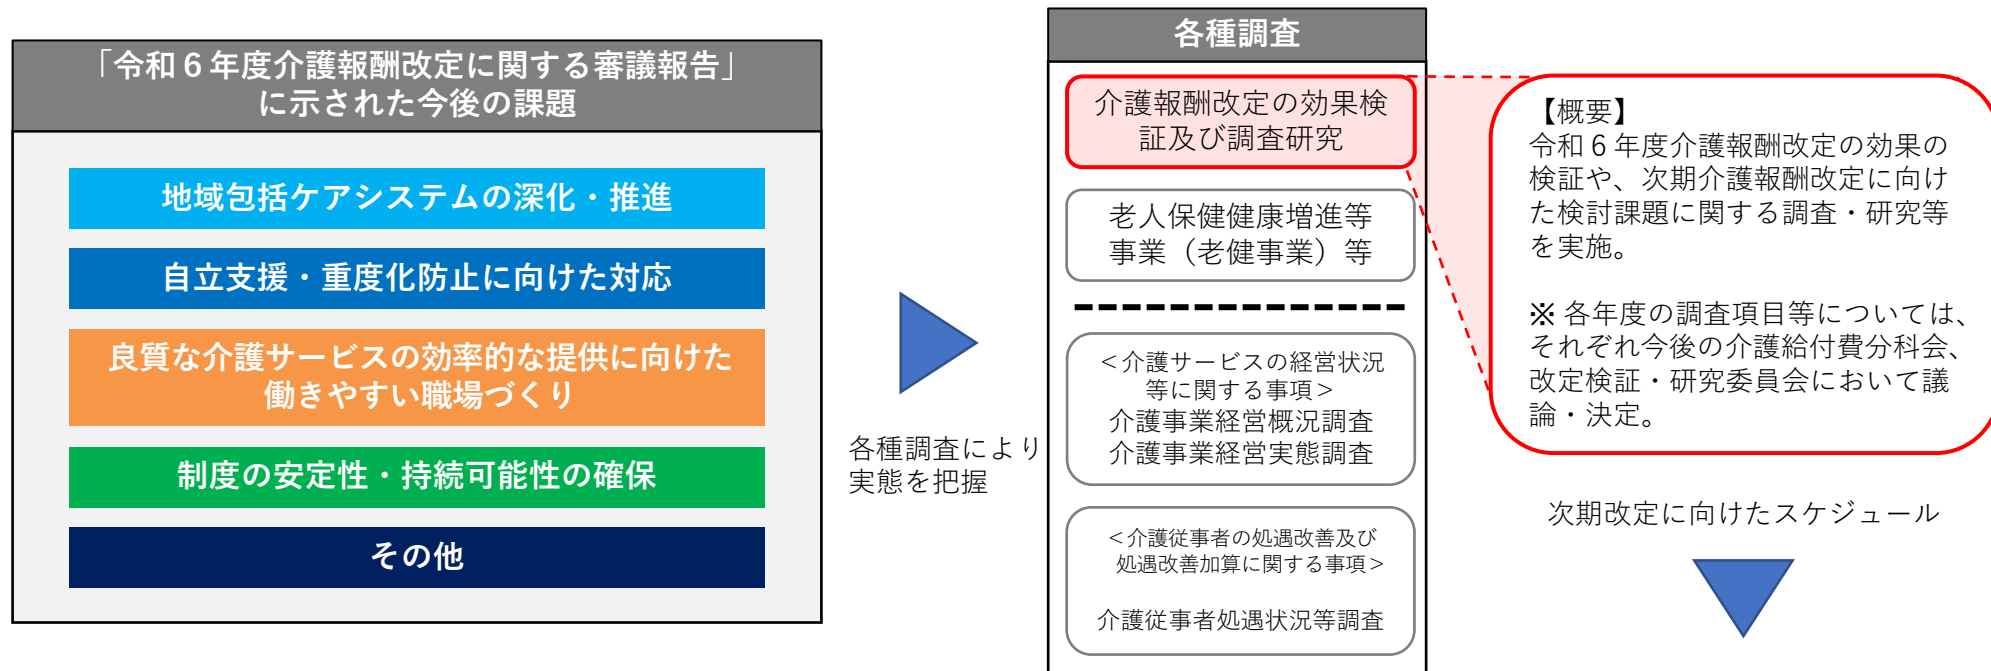 「令和６年度介護報酬改定に関する審議報告」
に示された今後の課題
地域包括ケアシステムの深化・推進
自立支援・重度化防止に向けた対応
良質な介護サービスの効率的な提供に向けた
働きやすい職場づくり
制度の安定性・持続可能性の確保
その他
各種調査により
実態を把握
各種調査
介護報酬改定の効果検
証及び調査研究
老人保健健康増進等
事業（老健事業）等
＜介護サービスの経営状況
等に関する事項＞
介護事業経営概況調査
介護事業経営実態調査
＜介護従事者の処遇改善及び
処遇改善加算に関する事項＞
介護従事者処遇状況等調査
【概要】
令和６年度介護報酬改定の効果の
検証や、次期介護報酬改定に向け
た検討課題に関する調査・研究等
を実施。
※ 各年度の調査項目等については、
それぞれ今後の介護給付費分科会、
改定検証・研究委員会において議
論・決定。
次期改定に向けたスケジュール